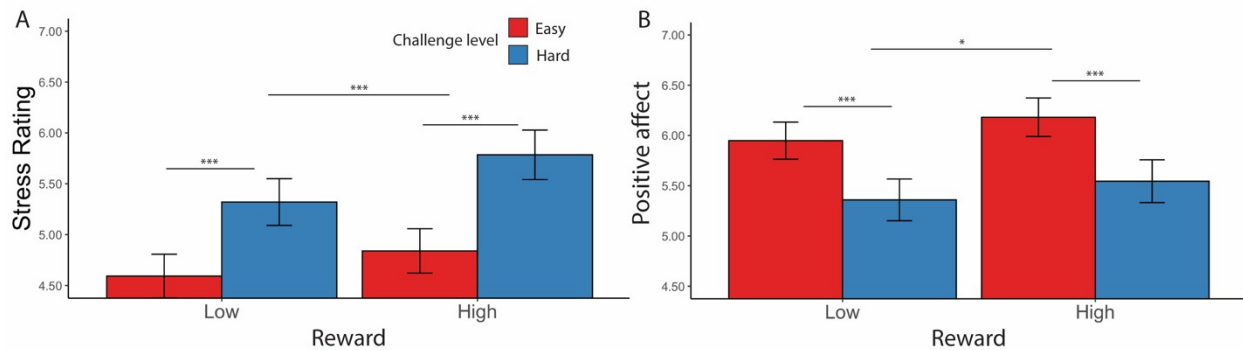 A
7.00
6.50
6.00
5.50
5.00
4.50
Stress Rating
Challenge level
Easy
Hard
***
***
***
Low
High
Reward
B
7.00
6.50
6.00
5.50
5.00
4.50
Positive affect
*
***
***
Low
High
Reward